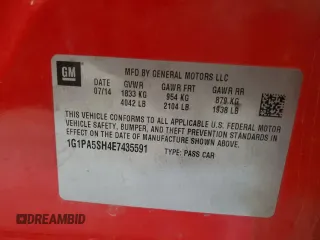 GM
MFD BY GENERAL MOTORS LLC
DATE GVWR GAWR FRT GAWR RR
07/14 1833 KG 954 KG 879 KG
4042 LB 2104 LB 1938 LB
THIS VEHICLE CONFORMS TO ALL APPLICABLE U.S. FEDERAL MOTOR
VEHICLE SAFETY, BUMPER, AND THEFT PREVENTION STANDARDS IN
EFFECT ON THE DATE OF MANUFACTURE SHOWN ABOVE.
1G1PA5SH4E7435591
TYPE: PASS CAR
DREAMBID